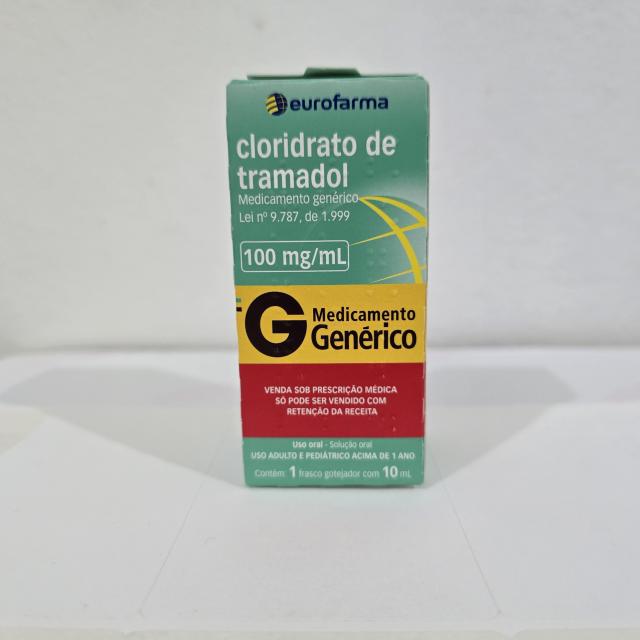 eurofarma
cloridrato de
tramadol
Medicamento genérico
Lei nº 9.787, de 1.999
100 mg/mL
G Medicamento
Genérico
VENDA SOB PRESCRIÇÃO MÉDICA
SÓ PODE SER VENDIDO COM
RETENÇÃO DA RECEITA
Uso oral - Solução oral
USO ADULTO E PEDIÁTRICO ACIMA DE 1 ANO
Contém: 1 frasco gotejador com 10 mL